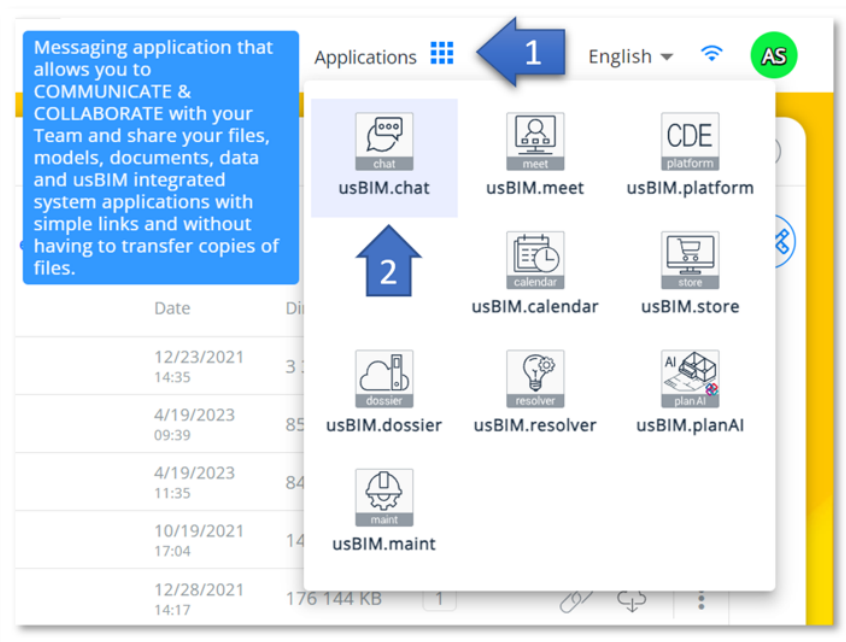 Messaging application that
allows you to
COMMUNICATE &
COLLABORATE with your
Team and share your files,
models, documents, data
and usBIM integrated
system applications with
simple links and without
having to transfer copies of
files.
Applications
1
English
AS
chat
meet
CDE
platform
usBIM.chat
usBIM.meet
usBIM.platform
2
calendar
store
usBIM.calendar
usBIM.store
AI
dossier
resolver
plan AI
usBIM.dossier
usBIM.resolver
usBIM.planAI
maint
usBIM.maint
Date
12/23/2021
14:35
3
4/19/2023
09:39
85
4/19/2023
11:35
84
10/19/2021
17:04
14
12/28/2021
14:17
176 144 KB
1